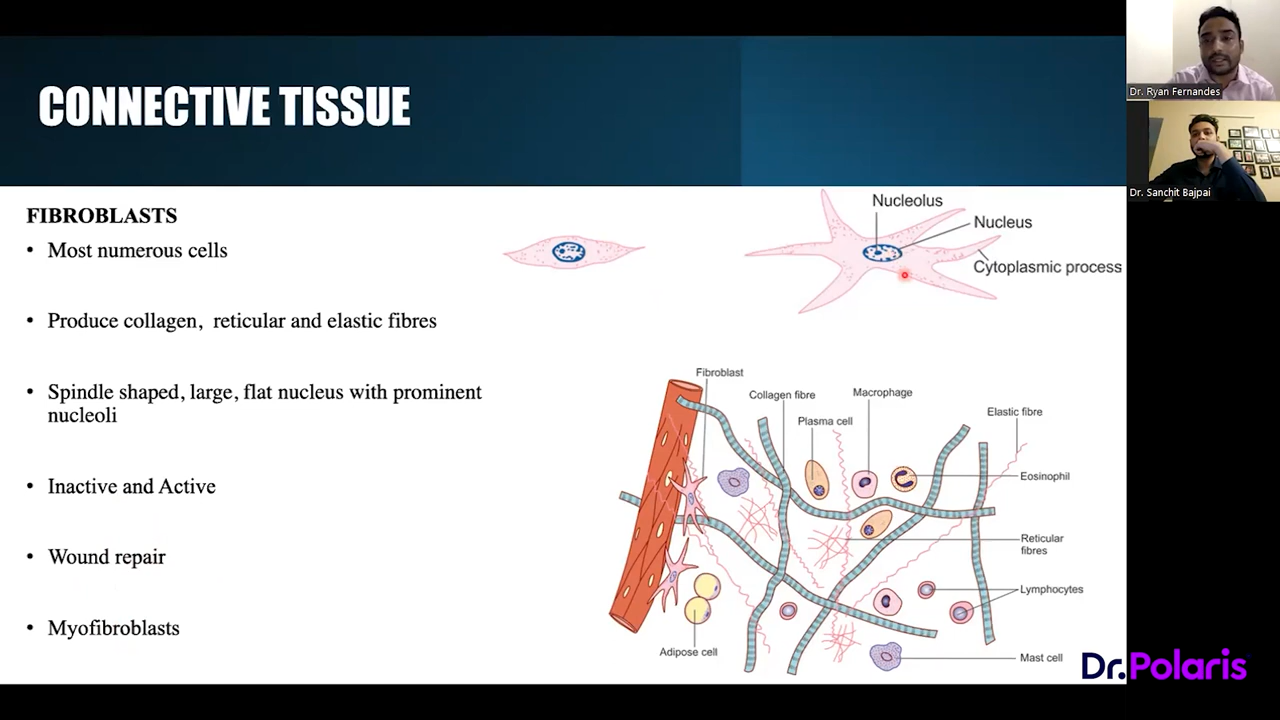 CONNECTIVE TISSUE
FIBROBLASTS
• Most numerous cells
• Produce collagen, reticular and elastic fibres
• Spindle shaped, large, flat nucleus with prominent
nucleoli
• Inactive and Active
• Wound repair
• Myofibroblasts
Nucleolus
Nucleus
Cytoplasmic process
Fibroblast
Collagen fibre
Macrophage
Plasma cell
Elastic fibre
Eosinophil
Reticular
fibres
Lymphocytes
Adipose cell
Mast cell
Dr. Ryan Fernandes
Dr. Sanchit Bajpai
Dr.Polaris